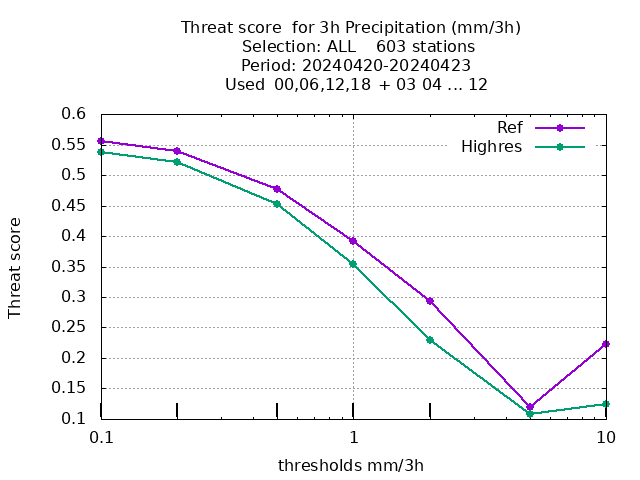 Threat score  for 3h Precipitation (mm/3h)
Selection: ALL    603 stations
Period: 20240420-20240423
Used  00,06,12,18  + 03 04 ... 12
Ref
Highres
0.6
0.55
0.5
0.45
0.4
0.35
0.3
0.25
0.2
0.15
0.1
Threat score
0.1 1 10
thresholds mm/3h